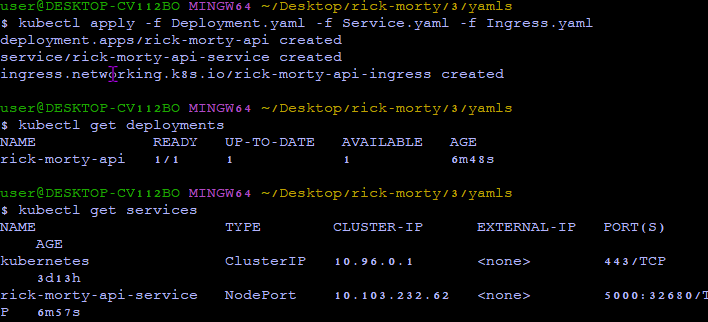 user@DESKTOP-CV112BO MINGW64 ~/Desktop/rick-morty/3/yamls
$ kubectl apply -f Deployment.yaml -f Service.yaml -f Ingress.yaml
deployment.apps/rick-morty-api created
service/rick-morty-api-service created
ingress.networking.k8s.io/rick-morty-api-ingress created
user@DESKTOP-CV112BO MINGW64 ~/Desktop/rick-morty/3/yamls
$ kubectl get deployments
NAME READY UP-TO-DATE AVAILABLE AGE
rick-morty-api 1/1 1 1 6m48s
user@DESKTOP-CV112BO MINGW64 ~/Desktop/rick-morty/3/yamls
$ kubectl get services
NAME TYPE CLUSTER-IP EXTERNAL-IP PORT(S)
AGE
kubernetes ClusterIP 10.96.0.1 <none> 443/TCP
3d13h
rick-morty-api-service NodePort 10.103.232.62 <none> 5000:32680/T
P 6m57s